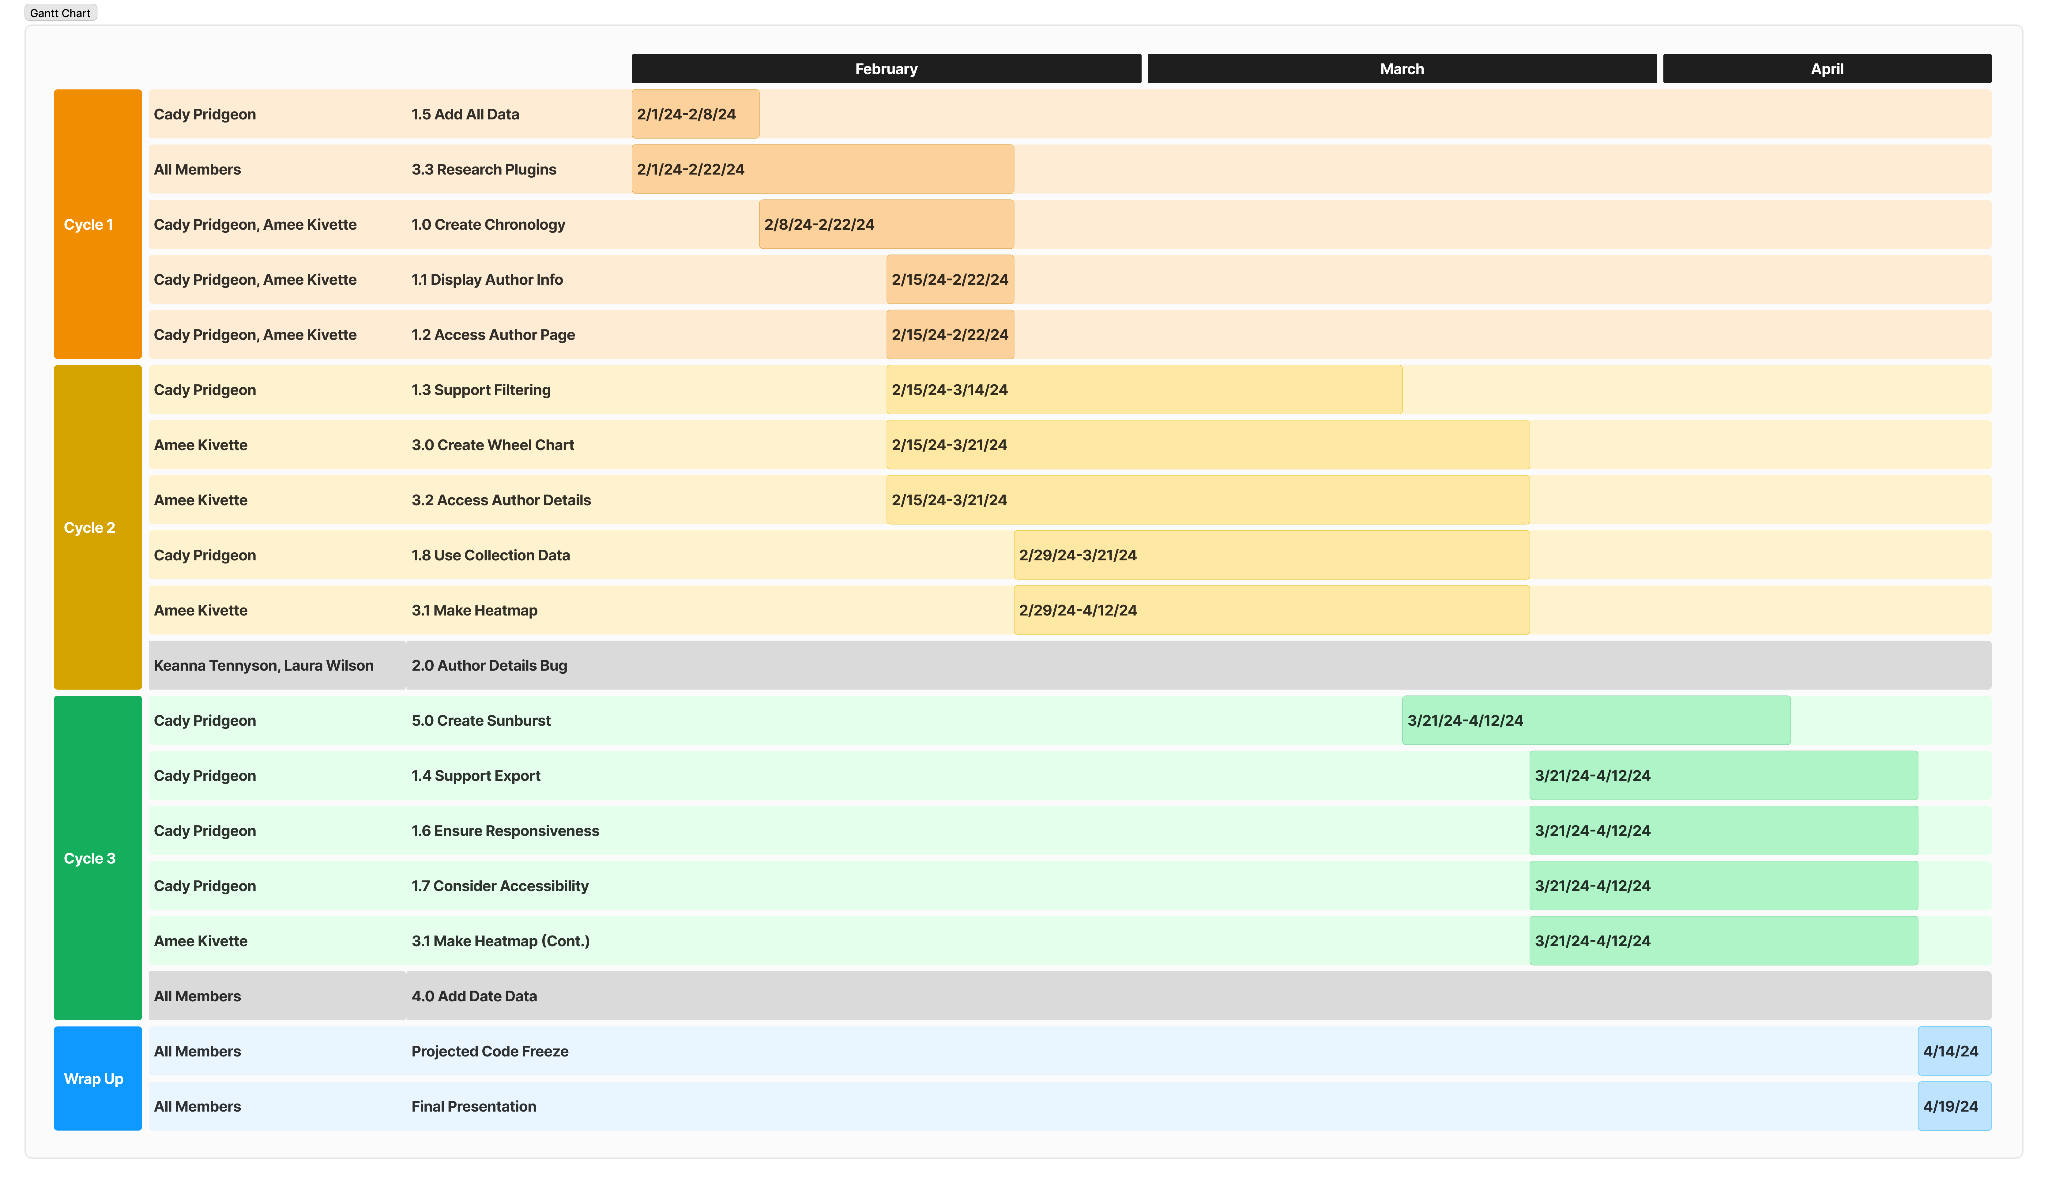 Gantt Chart
February March April
Cycle 1
Cady Pridgeon 1.5 Add All Data 2/1/24-2/8/24
All Members 3.3 Research Plugins 2/1/24-2/22/24
Cady Pridgeon, Amee Kivette 1.0 Create Chronology 2/8/24-2/22/24
Cady Pridgeon, Amee Kivette 1.1 Display Author Info 2/15/24-2/22/24
Cady Pridgeon, Amee Kivette 1.2 Access Author Page 2/15/24-2/22/24
Cycle 2
Cady Pridgeon 1.3 Support Filtering 2/15/24-3/14/24
Amee Kivette 3.0 Create Wheel Chart 2/15/24-3/21/24
Amee Kivette 3.2 Access Author Details 2/15/24-3/21/24
Cady Pridgeon 1.8 Use Collection Data 2/29/24-3/21/24
Amee Kivette 3.1 Make Heatmap 2/29/24-4/12/24
Keanna Tennyson, Laura Wilson 2.0 Author Details Bug
Cycle 3
Cady Pridgeon 5.0 Create Sunburst 3/21/24-4/12/24
Cady Pridgeon 1.4 Support Export 3/21/24-4/12/24
Cady Pridgeon 1.6 Ensure Responsiveness 3/21/24-4/12/24
Cady Pridgeon 1.7 Consider Accessibility 3/21/24-4/12/24
Amee Kivette 3.1 Make Heatmap (Cont.) 3/21/24-4/12/24
All Members 4.0 Add Date Data
Wrap Up
All Members Projected Code Freeze 4/14/24
All Members Final Presentation 4/19/24